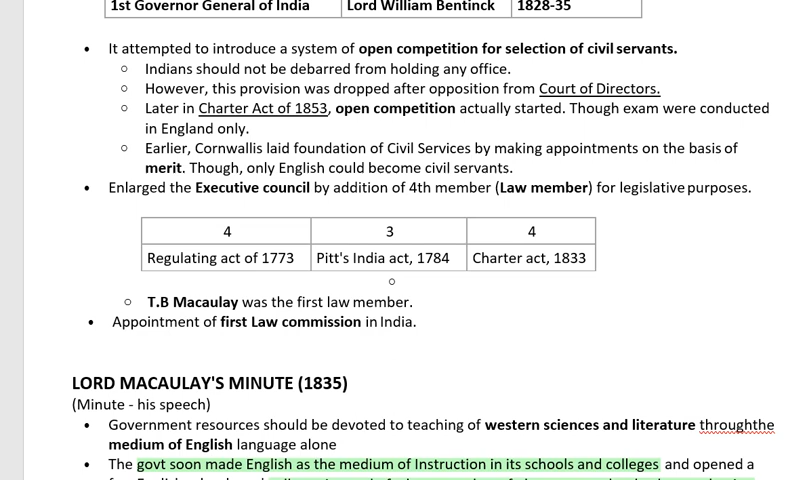 1st Governor General of India Lord William Bentinck 1828-35
• It attempted to introduce a system of open competition for selection of civil servants.
○ Indians should not be debarred from holding any office.
○ However, this provision was dropped after opposition from Court of Directors.
○ Later in Charter Act of 1853, open competition actually started. Though exam were conducted
in England only.
○ Earlier, Cornwallis laid foundation of Civil Services by making appointments on the basis of
merit. Though, only English could become civil servants.
• Enlarged the Executive council by addition of 4th member (Law member) for legislative purposes.
4 3 4
Regulating act of 1773 Pitt's India act, 1784 Charter act, 1833
○
○ T.B Macaulay was the first law member.
• Appointment of first Law commission in India.
LORD MACAULAY'S MINUTE (1835)
(Minute - his speech)
• Government resources should be devoted to teaching of western sciences and literature throughthe
medium of English language alone
• The govt soon made English as the medium of Instruction in its schools and colleges and opened a